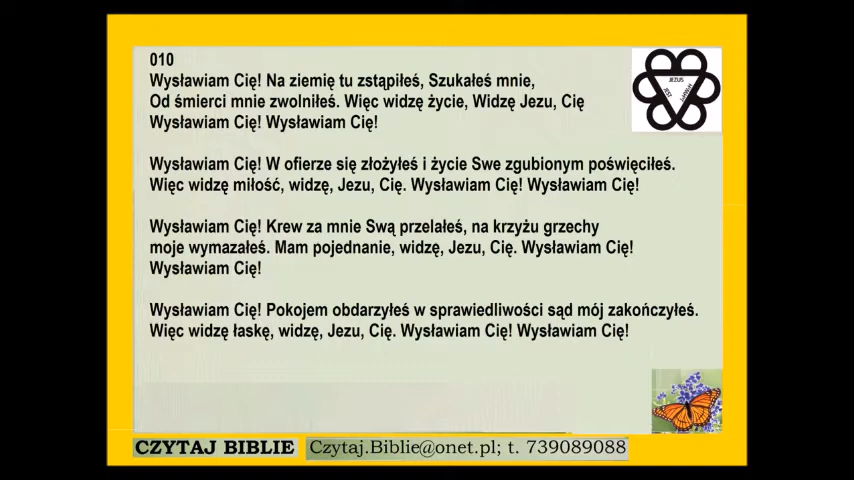 010
Wysławiam Cię! Na ziemię tu zstąpiłeś, Szukałeś mnie,
Od śmierci mnie zwolniłeś. Więc widzę życie, Widzę Jezu, Cię
Wysławiam Cię! Wysławiam Cię!
Wysławiam Cię! W ofierze się złożyłeś i życie Swe zgubionym poświęciłeś.
Więc widzę miłość, widzę, Jezu, Cię. Wysławiam Cię! Wysławiam Cię!
Wysławiam Cię! Krew za mnie Swą przelałeś, na krzyżu grzechy
moje wymazałeś. Mam pojednanie, widzę, Jezu, Cię. Wysławiam Cię!
Wysławiam Cię!
Wysławiam Cię! Pokojem obdarzyłeś w sprawiedliwości sąd mój zakończyłeś.
Więc widzę łaskę, widzę, Jezu, Cię. Wysławiam Cię! Wysławiam Cię!
JEZUS
JEST
CZYTAJ BIBLIE
Czytaj.Biblie@onet.pl; t. 739089088